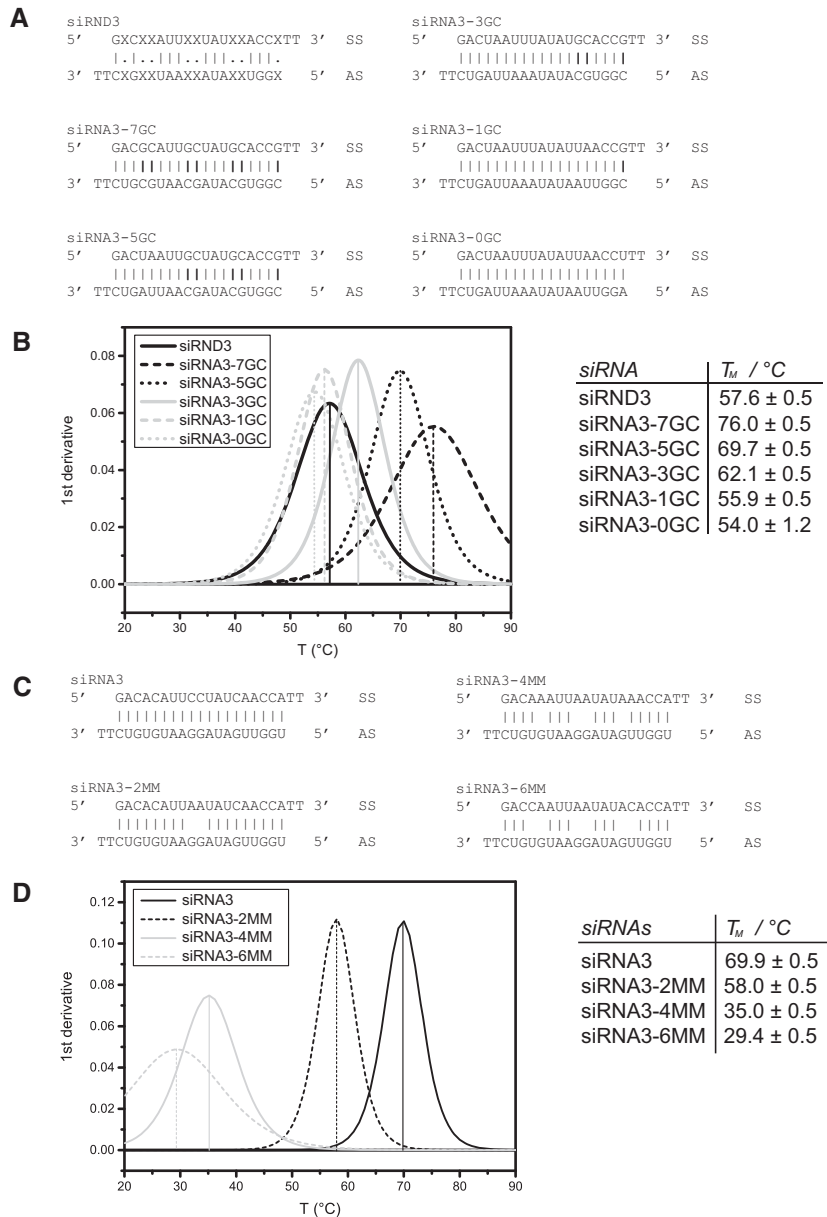 A
siRND3
5' GXCXXAUUXXUAUXXACCXTT 3' SS
3' TTCXGXXUAAXXAUAXXUGGX 5' AS
siRNA3-3GC
5' GACUAAUUUAUAUGCACCGTT 3' SS
3' TTCUGAUUAAAUAUACGUGGC 5' AS
siRNA3-7GC
5' GACGCAUUGCUAUGCACCGTT 3' SS
3' TTCUGCGUAACGAUACGUGGC 5' AS
siRNA3-1GC
5' GACUAAUUUAUAUUAACCGTT 3' SS
3' TTCUGAUUAAAUAUAAUUGGC 5' AS
siRNA3-5GC
5' GACUAAUUGCUAUGCACCGTT 3' SS
3' TTCUGAUUAACGAUACGUGGC 5' AS
siRNA3-0GC
5' GACUAAUUUAUAUUAACCUTT 3' SS
3' TTCUGAUUAAAUAUAAUUGGA 5' AS
B
siRND3
siRNA3-7GC
siRNA3-5GC
siRNA3-3GC
siRNA3-1GC
siRNA3-0GC
1st derivative
0.08
0.06
0.04
0.02
0.00
20 30 40 50 60 70 80 90
T (°C)
siRNA TM / °C
siRND3 57.6 ± 0.5
siRNA3-7GC 76.0 ± 0.5
siRNA3-5GC 69.7 ± 0.5
siRNA3-3GC 62.1 ± 0.5
siRNA3-1GC 55.9 ± 0.5
siRNA3-0GC 54.0 ± 1.2
C
siRNA3
5' GACACAUUCCUAUCAACCATT 3' SS
3' TTCUGUGUAAGGAUAGUUGGU 5' AS
siRNA3-4MM
5' GACAAAUUAAUAUAAACCATT 3' SS
3' TTCUGUGUAAGGAUAGUUGGU 5' AS
siRNA3-2MM
5' GACACAUUAAUAUCAACCATT 3' SS
3' TTCUGUGUAAGGAUAGUUGGU 5' AS
siRNA3-6MM
5' GACCAAUUAAUAUACACCATT 3' SS
3' TTCUGUGUAAGGAUAGUUGGU 5' AS
D
siRNA3
siRNA3-2MM
siRNA3-4MM
siRNA3-6MM
1st derivative
0.12
0.10
0.08
0.06
0.04
0.02
0.00
20 30 40 50 60 70 80 90
T (°C)
siRNAs TM / °C
siRNA3 69.9 ± 0.5
siRNA3-2MM 58.0 ± 0.5
siRNA3-4MM 35.0 ± 0.5
siRNA3-6MM 29.4 ± 0.5